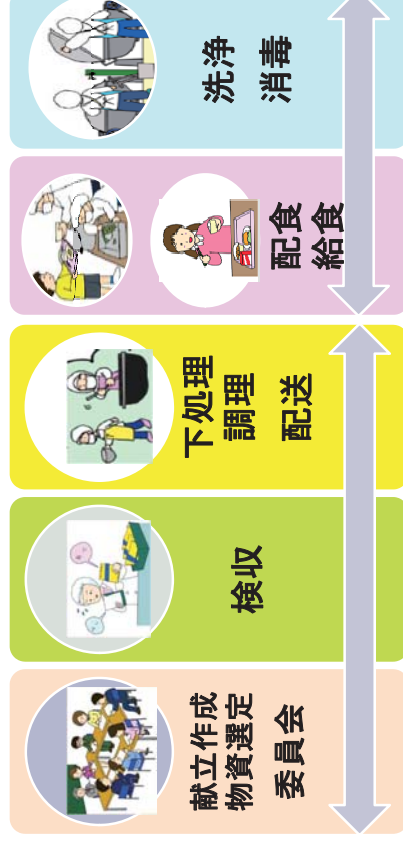 献立作成
物資選定
委員会
検収
下処理
調理
配送
配食
給食
洗浄
消毒